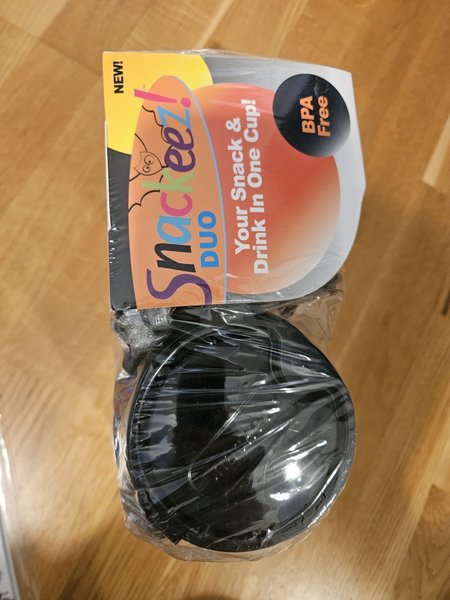 NEW!
Snackeez!
DUO
Your Snack &
Drink In One Cup!
BPA
Free